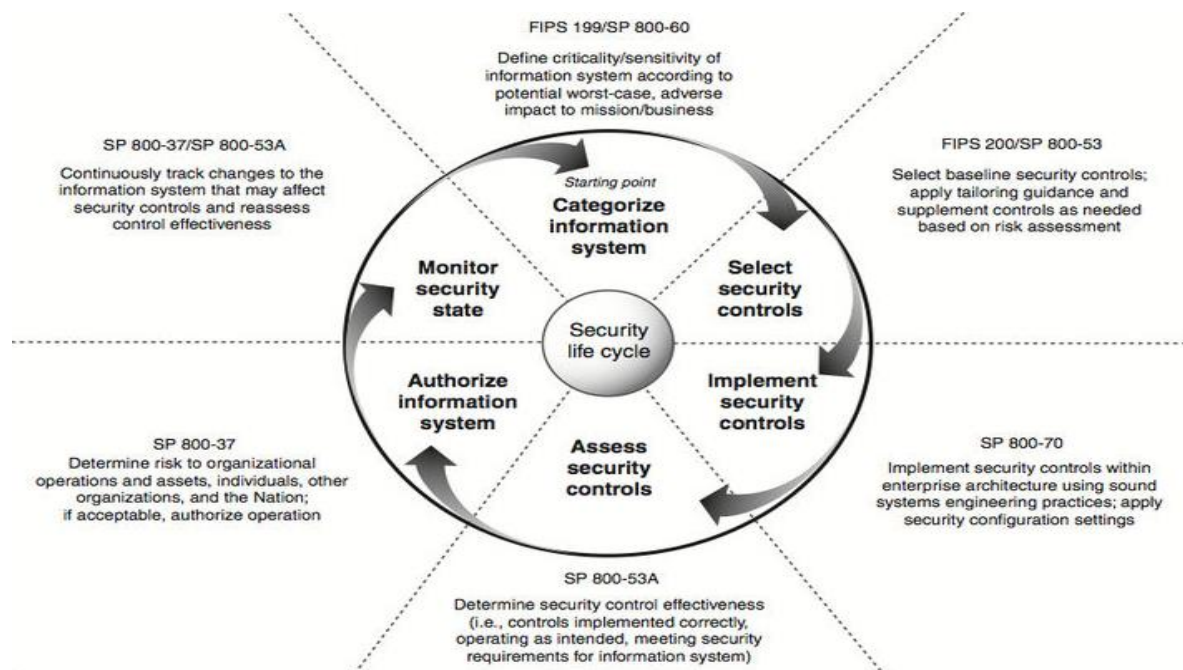 FIPS 199/SP 800-60
Define criticality/sensitivity of
information system according to
potential worst-case, adverse
impact to mission/business
SP 800-37/SP 800-53A
Continuously track changes to the
information system that may affect
security controls and reassess
control effectiveness
FIPS 200/SP 800-53
Select baseline security controls;
apply tailoring guidance and
supplement controls as needed
based on risk assessment
Starting point
Categorize
information
system
Monitor
security
state
Select
security
controls
Security
life cycle
Authorize
information
system
Implement
security
controls
Assess
security
controls
SP 800-37
Determine risk to organizational
operations and assets, individuals, other
organizations, and the Nation;
if acceptable, authorize operation
SP 800-70
Implement security controls within
enterprise architecture using sound
systems engineering practices; apply
security configuration settings
SP 800-53A
Determine security control effectiveness
(i.e., controls implemented correctly,
operating as intended, meeting security
requirements for information system)